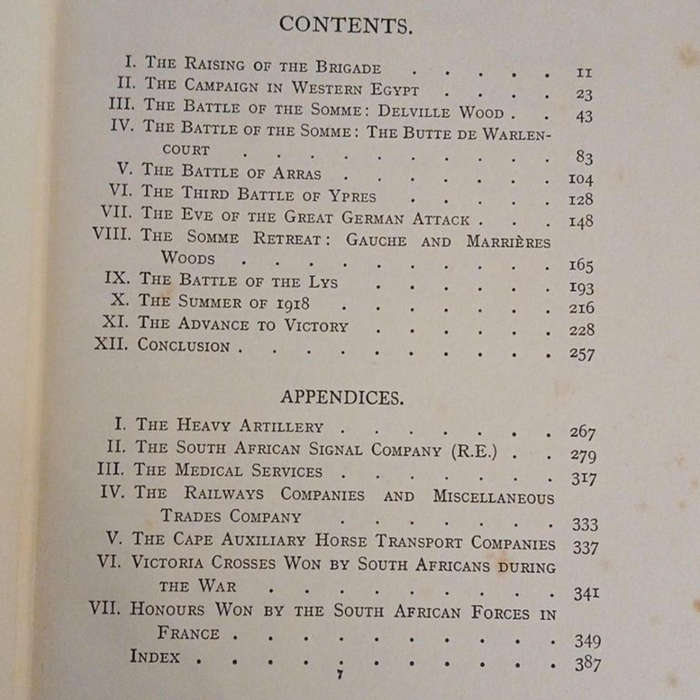 CONTENTS.
I. The Raising of the Brigade . . . . . 11
II. The Campaign in Western Egypt . . . . 23
III. The Battle of the Somme: Delville Wood . . 43
IV. The Battle of the Somme: The Butte de Warlen-
court . . . . . . . . . 83
V. The Battle of Arras . . . . . . 104
VI. The Third Battle of Ypres . . . . . 128
VII. The Eve of the Great German Attack . . . 148
VIII. The Somme Retreat: Gauche and Marrières
Woods . . . . . . . . . 165
IX. The Battle of the Lys . . . . . . 193
X. The Summer of 1918 . . . . . . . 216
XI. The Advance to Victory . . . . . . 228
XII. Conclusion . . . . . . . . . . 257
APPENDICES.
I. The Heavy Artillery . . . . . . . 267
II. The South African Signal Company (R.E.) . . 279
III. The Medical Services . . . . . . . 317
IV. The Railways Companies and Miscellaneous
Trades Company . . . . . . . 333
V. The Cape Auxiliary Horse Transport Companies 337
VI. Victoria Crosses Won by South Africans during
the War . . . . . . . . . 341
VII. Honours Won by the South African Forces in
France . . . . . . . . . . 349
Index . . . . . . . . . . . 387
7